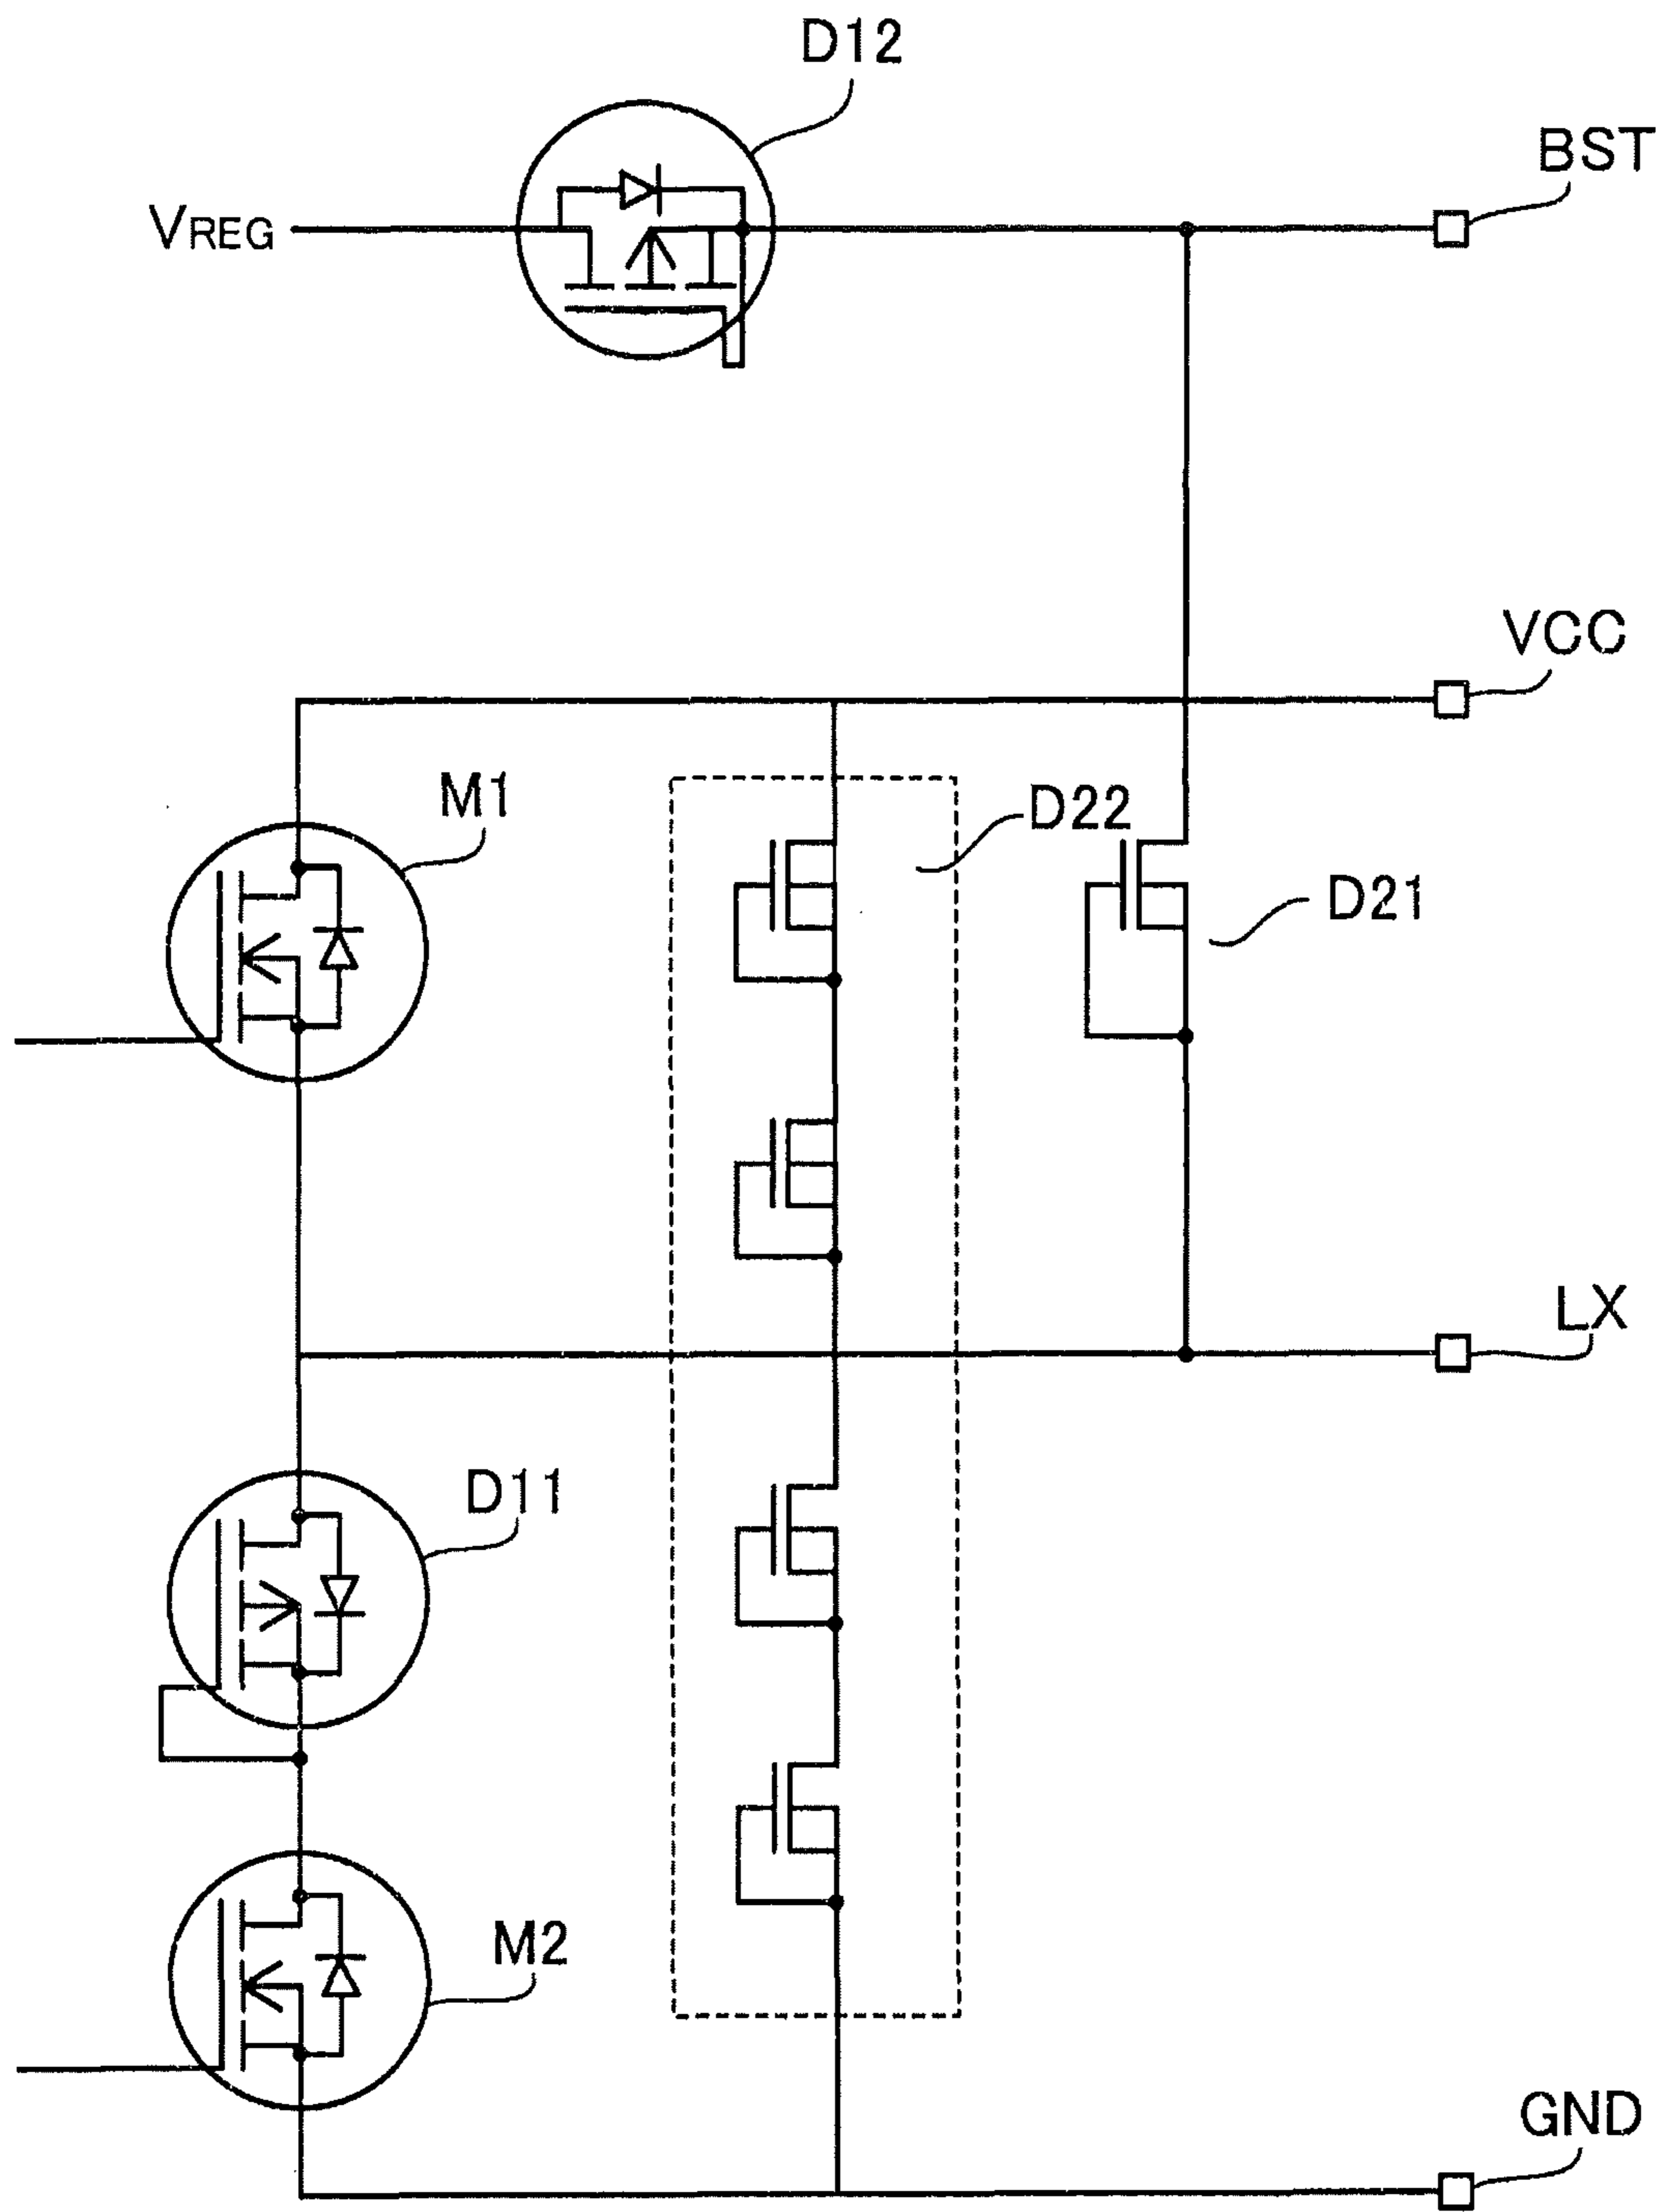 D12
BST
VREG
VCC
M1
D22
D21
LX
D11
M2
GND